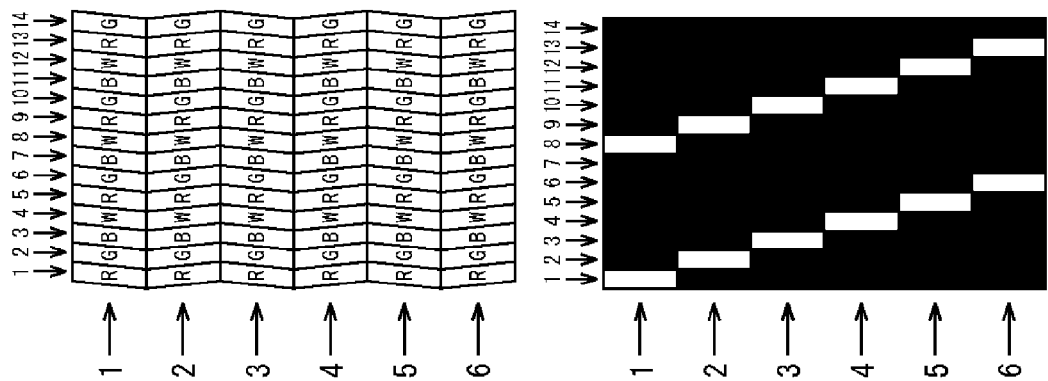 14 G G G G G G 14
13 R R R R R R 13
12 W W W W W W 12
11 B B B B B B 11
10 G G G G G G 10
9 R R R R R R 9
8 W W W W W W 8
7 B B B B B B 7
6 G G G G G G 6
5 R R R R R R 5
4 W W W W W W 4
3 B B B B B B 3
2 G G G G G G 2
1 R R R R R R 1
1 2 3 4 5 6 1 2 3 4 5 6